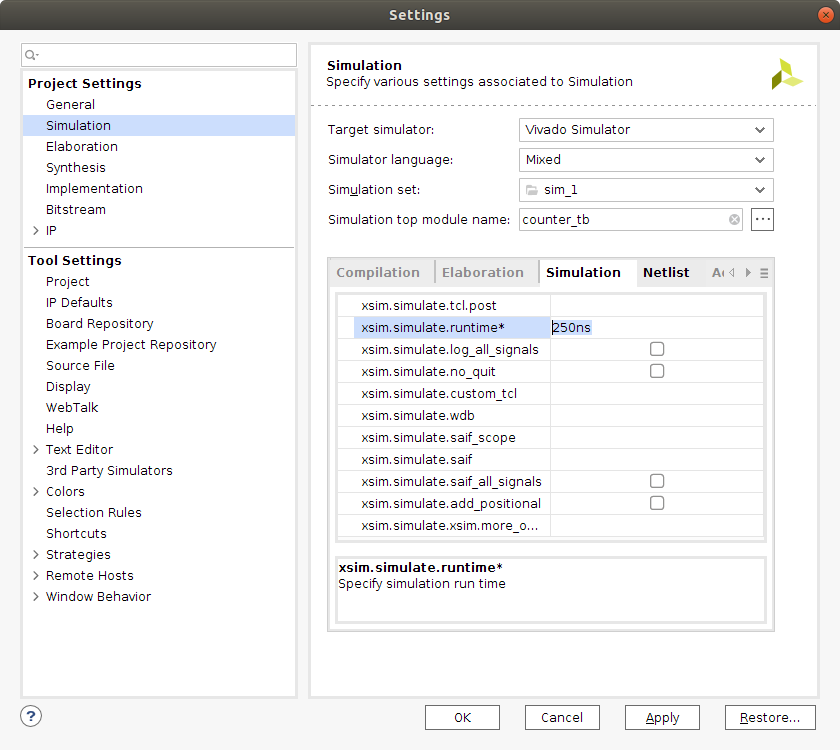 Settings
Project Settings
General
Simulation
Elaboration
Synthesis
Implementation
Bitstream
IP
Tool Settings
Project
IP Defaults
Board Repository
Example Project Repository
Source File
Display
WebTalk
Help
Text Editor
3rd Party Simulators
Colors
Selection Rules
Shortcuts
Strategies
Remote Hosts
Window Behavior
Simulation
Specify various settings associated to Simulation
Target simulator: Vivado Simulator
Simulator language: Mixed
Simulation set: sim_1
Simulation top module name: counter_tb ...
Compilation Elaboration Simulation Netlist
xsim.simulate.tcl.post
xsim.simulate.runtime* 250ns
xsim.simulate.log_all_signals
xsim.simulate.no_quit
xsim.simulate.custom_tcl
xsim.simulate.wdb
xsim.simulate.saif_scope
xsim.simulate.saif
xsim.simulate.saif_all_signals
xsim.simulate.add_positional
xsim.simulate.xsim.more_o...
xsim.simulate.runtime*
Specify simulation run time
? OK Cancel Apply Restore...